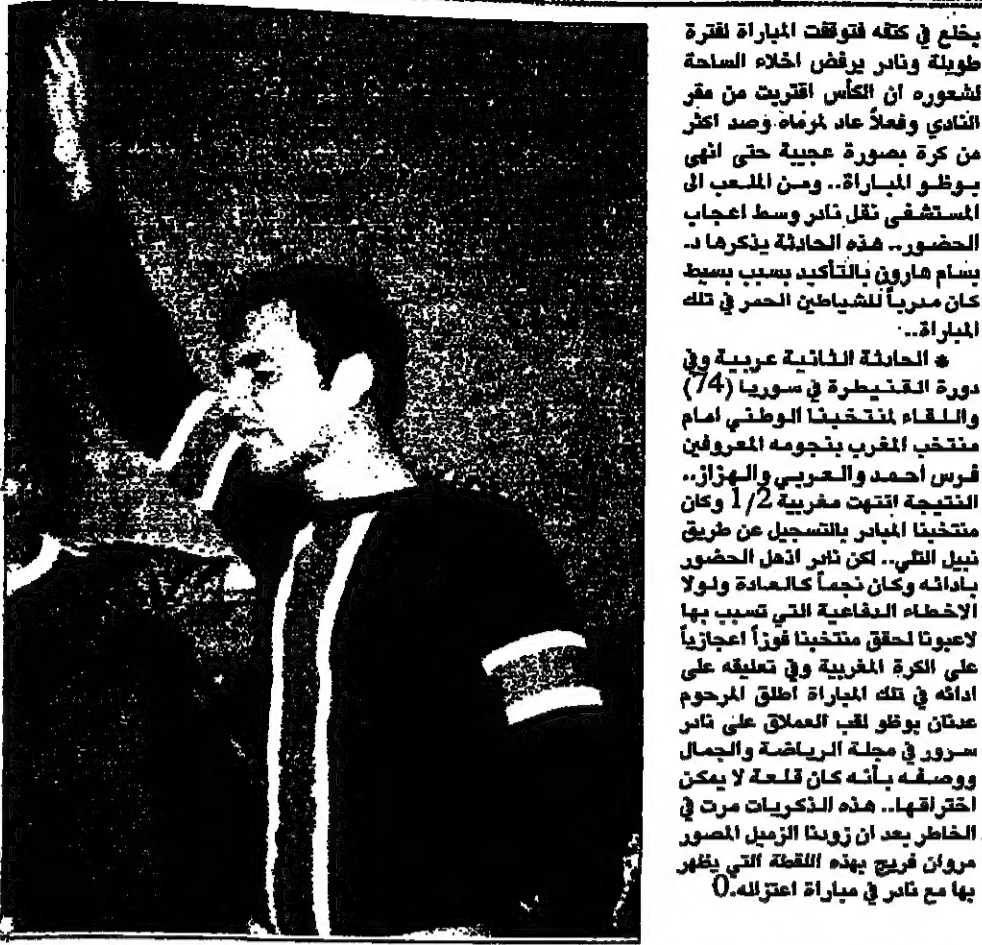 يخلع في كتفه فتوقفت المباراة لفترة
طويلة ونادر يرفض اخلاء الساحة
لشعوره ان الكأس اقتربت من مقر
النادي وفعلاً عاد لمرماه وصد اكثر
من كرة بصورة عجيبة حتى انهى
بوظو المباراة.. ومن الملعب الى
المستشفى نقل نادر وسط اعجاب
الحضور.. هذه الحادثة يذكرها د.
بسام هارون بالتأكيد بسبب بسيط
كان مدرباً للشياطين الحمر في تلك
المباراة..
* الحادثة الثانية عربية وفي
دورة القنيطرة في سوريا (74)
واللقاء لمنتخبنا الوطني امام
منتخب المغرب بنجومه المعروفين
فرس احمد والعربي والهزاز..
النتيجة انتهت مغربية 1/2 وكان
منتخبنا المبادر بالتسجيل عن طريق
نبيل التلي.. لكن نادر اذهل الحضور
بادائه وكان نجماً كالعادة ولولا
الاخطاء الدفاعية التي تسبب بها
لاعبونا لحقق منتخبنا فوزاً اعجازياً
على الكرة المغربية وفي تعليقه على
ادائه في تلك المباراة اطلق المرحوم
عدنان بوظو لقب العملاق على نادر
سرور في مجلة الرياضة والجمال
ووصفه بأنه كان قلعة لا يمكن
اختراقها.. هذه الذكريات مرت في
الخاطر بعد ان زودنا الزميل المصور
مروان فريج بهذه اللقطة التي يظهر
بها مع نادر في مباراة اعتزاله.0